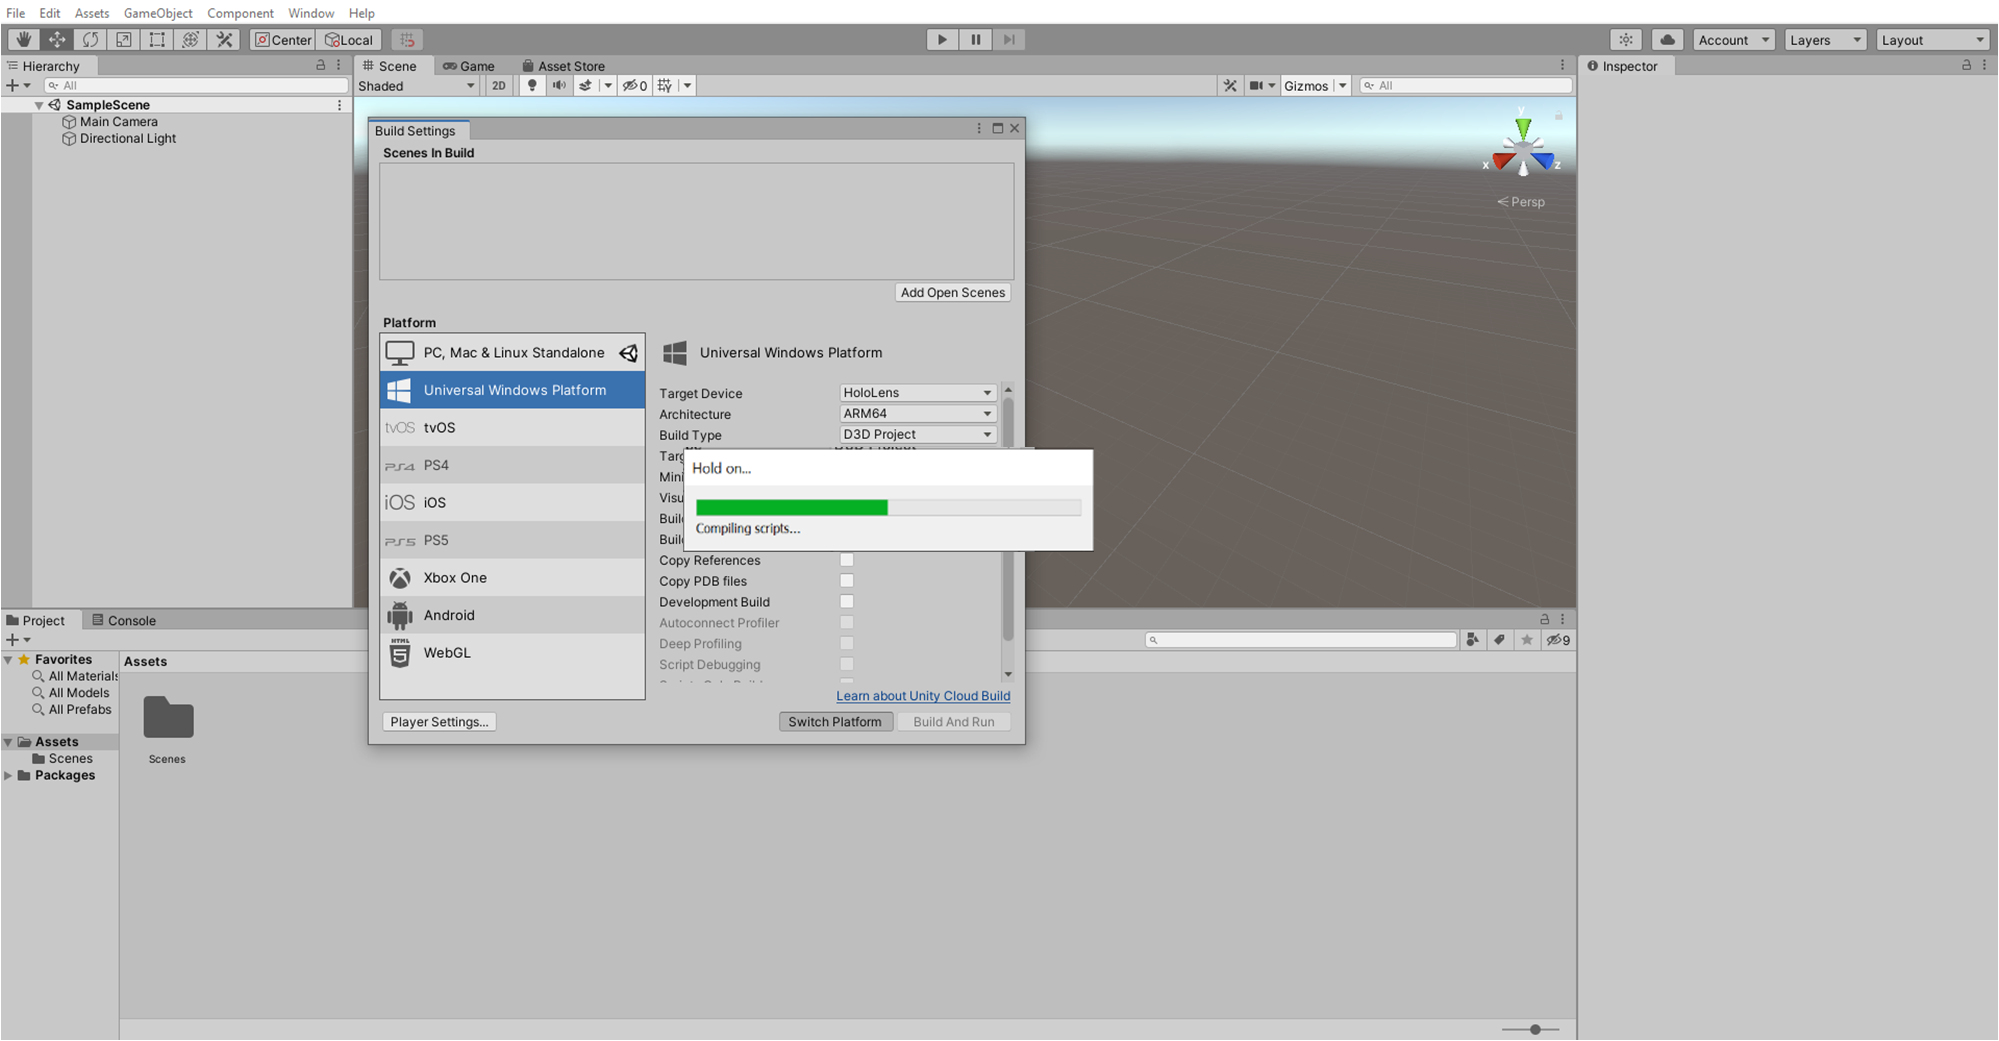 File Edit Assets GameObject Component Window Help
Center Local
Account Layers Layout
Hierarchy
All
SampleScene
Main Camera
Directional Light
Scene Game Asset Store
Shaded 2D 0 Gizmos All
y
x z
Persp
Inspector
Build Settings
Scenes In Build
Add Open Scenes
Platform
PC, Mac & Linux Standalone
Universal Windows Platform
tvOS tvOS
PS4 PS4
iOS iOS
PS5 PS5
Xbox One
Android
HTML 5 WebGL
Universal Windows Platform
Target Device HoloLens
Architecture ARM64
Build Type D3D Project
Targ
Mini
Visu
Build
Build
Hold on...
Compiling scripts...
Copy References
Copy PDB files
Development Build
Autoconnect Profiler
Deep Profiling
Script Debugging
Learn about Unity Cloud Build
Player Settings... Switch Platform Build And Run
Project Console
9
Favorites
All Materials
All Models
All Prefabs
Assets
Scenes
Packages
Assets
Scenes